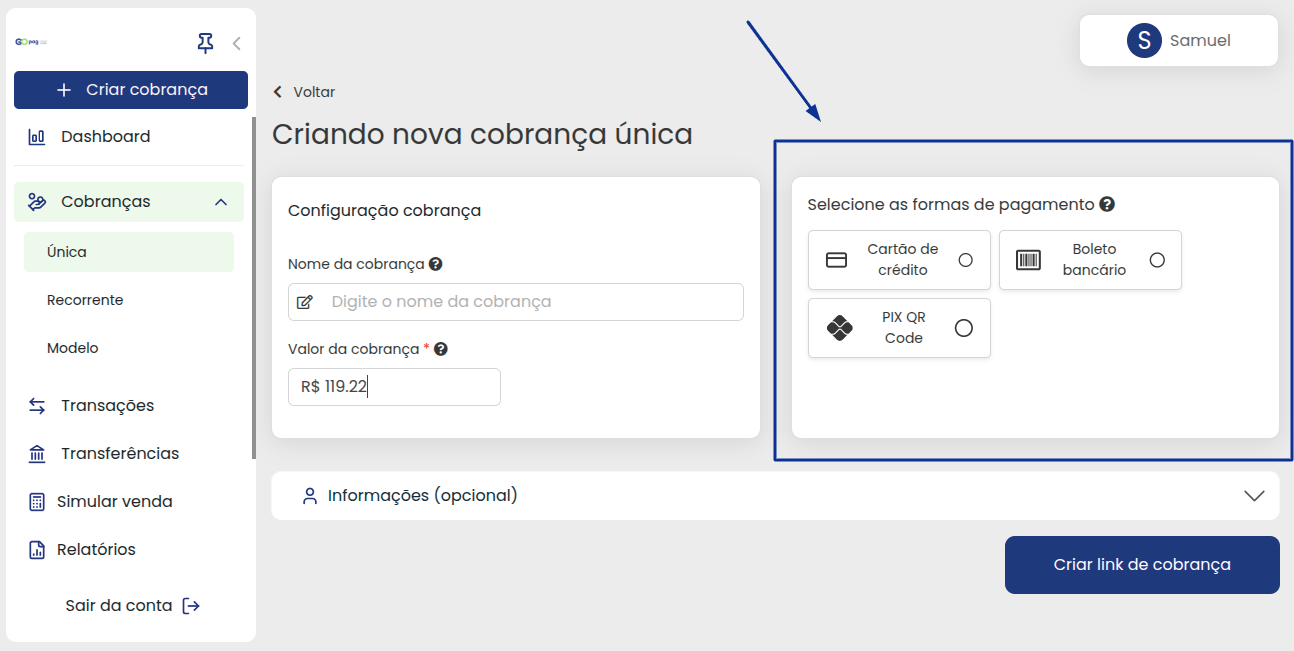 GO pag
Criar cobrança
Dashboard
Cobranças
Única
Recorrente
Modelo
Transações
Transferências
Simular venda
Relatórios
Sair da conta
S Samuel
Voltar
Criando nova cobrança única
Configuração cobrança
Nome da cobrança ?
Digite o nome da cobrança
Valor da cobrança * ?
R$ 119.22
Selecione as formas de pagamento ?
Cartão de
crédito
Boleto
bancário
PIX QR
Code
Informações (opcional)
Criar link de cobrança